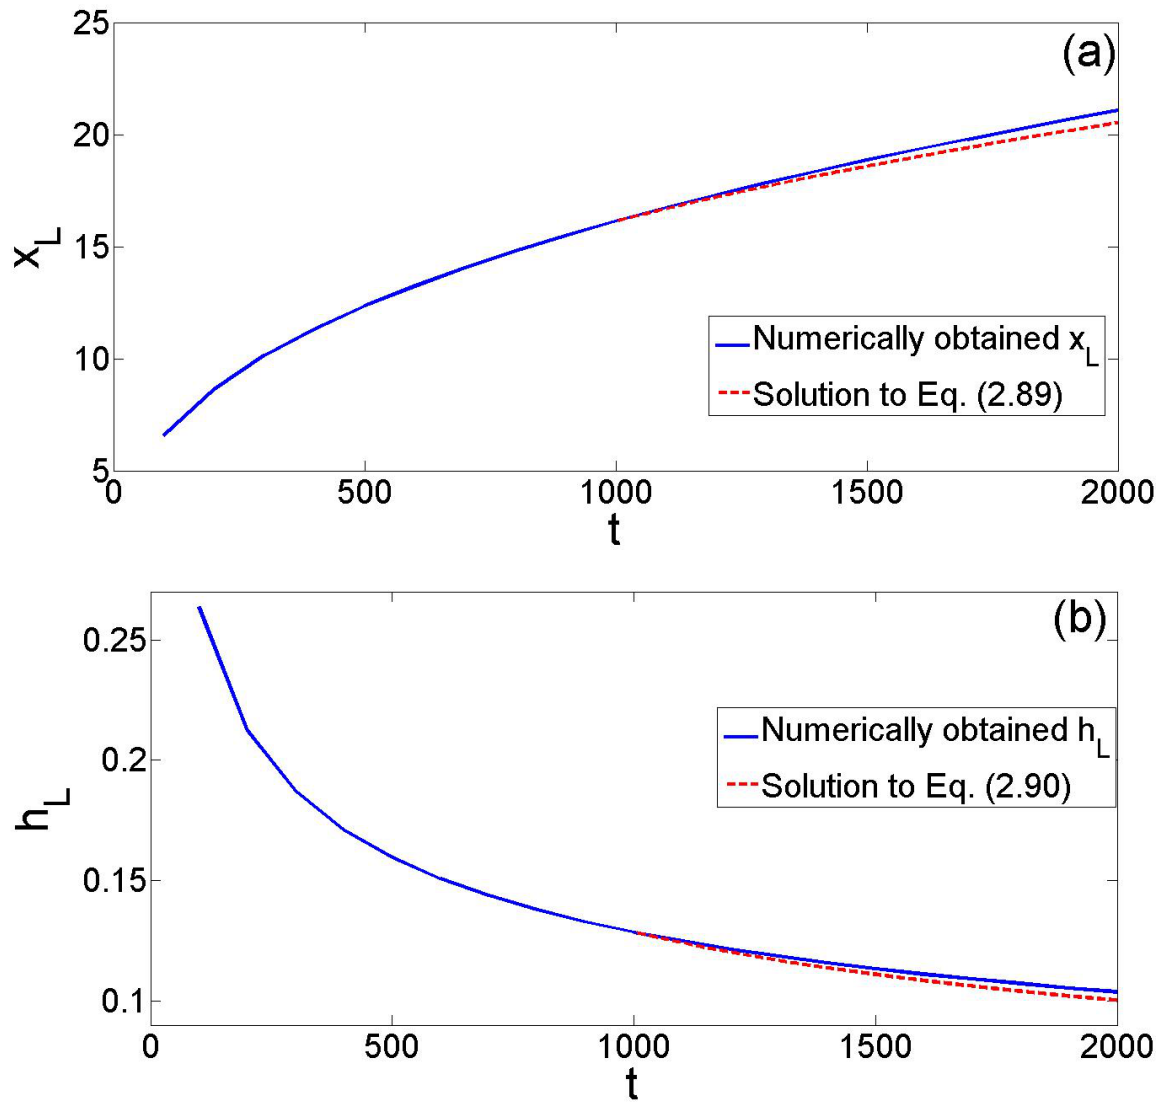 (a)
25
20
15
10
5
x_L
Numerically obtained x_L
Solution to Eq. (2.89)
0 500 1000 1500 2000
t
(b)
0.25
0.2
0.15
0.1
h_L
Numerically obtained h_L
Solution to Eq. (2.90)
0 500 1000 1500 2000
t